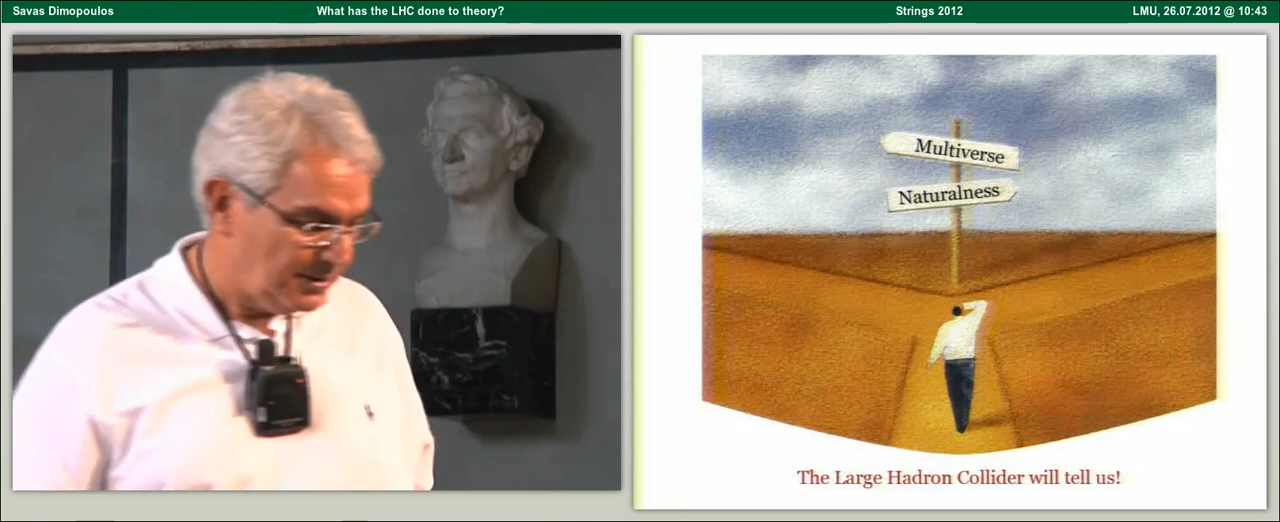 Savas Dimopoulos What has the LHC done to theory? Strings 2012 LMU, 26.07.2012 @ 10:43
Multiverse
Naturalness
The Large Hadron Collider will tell us!